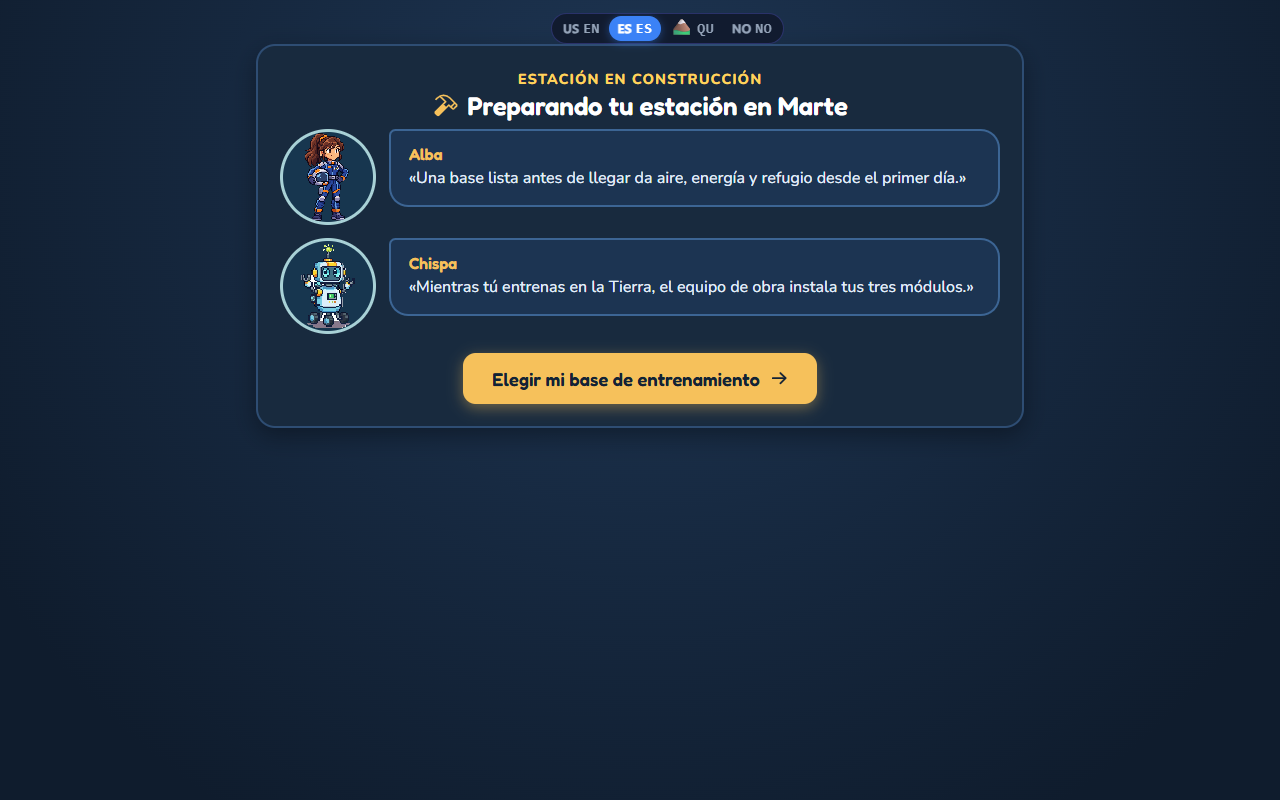 US EN ES ES QU NO NO
ESTACIÓN EN CONSTRUCCIÓN
Preparando tu estación en Marte
Alba
«Una base lista antes de llegar da aire, energía y refugio desde el primer día.»
Chispa
«Mientras tú entrenas en la Tierra, el equipo de obra instala tus tres módulos.»
Elegir mi base de entrenamiento →